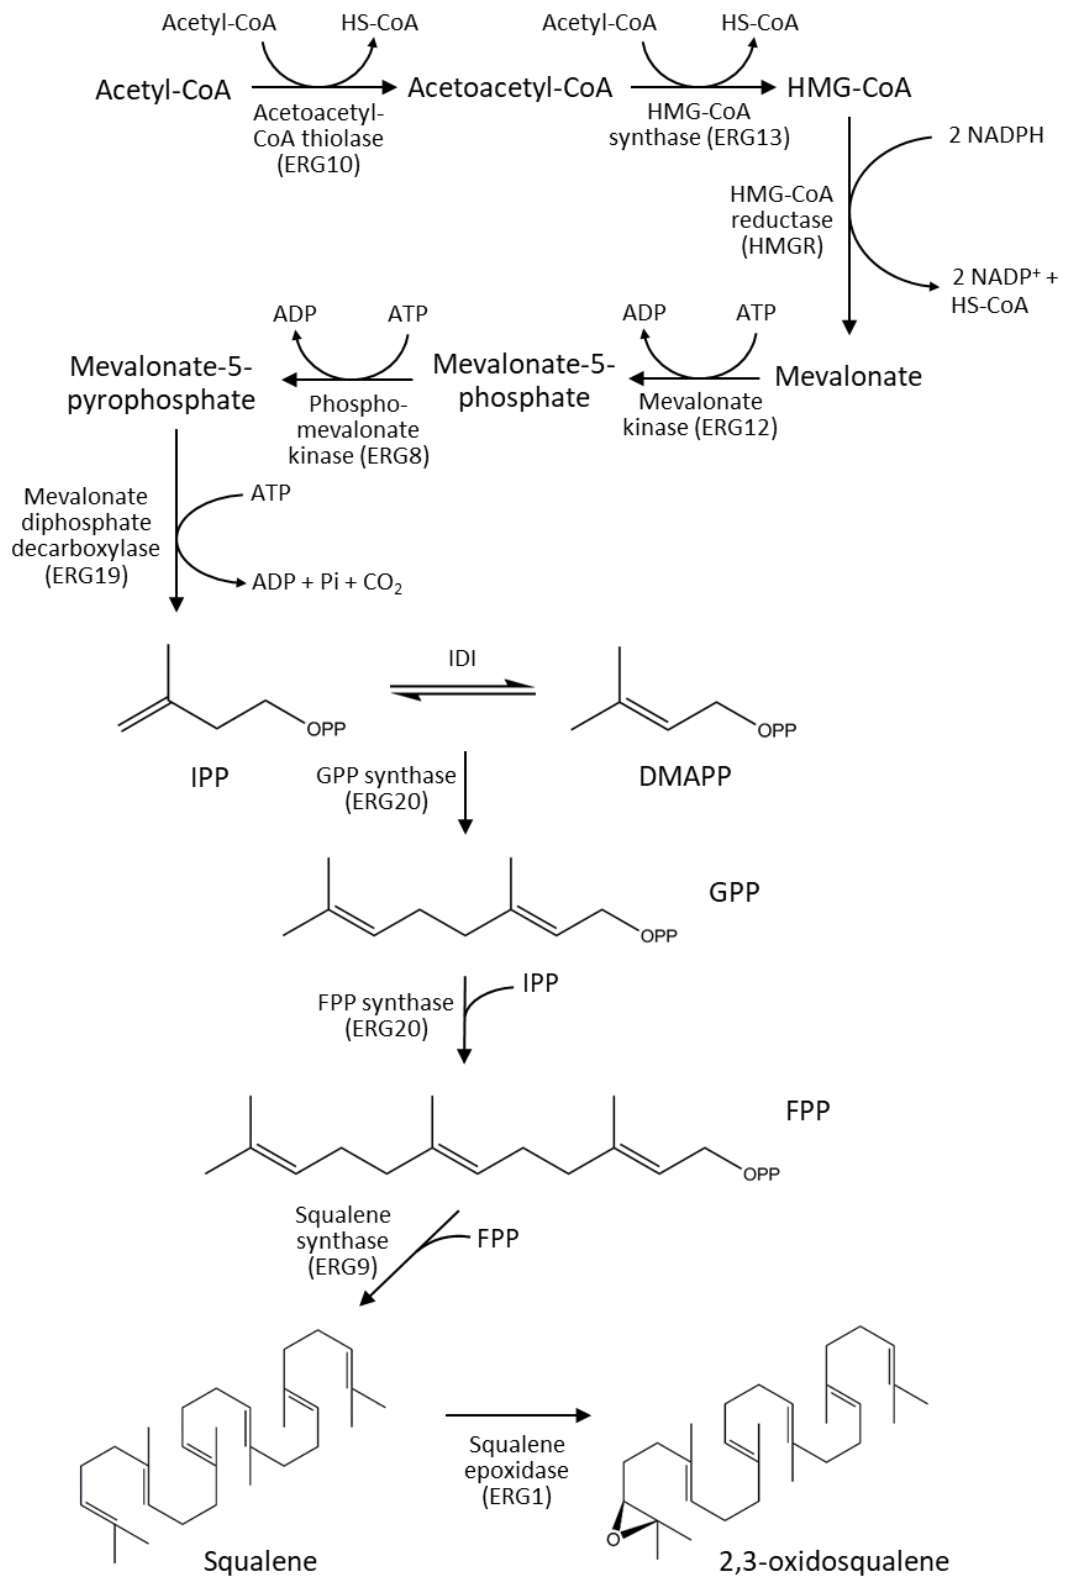 Acetyl-CoA
HS-CoA
Acetyl-CoA
HS-CoA
Acetyl-CoA
Acetoacetyl-CoA
HMG-CoA
Acetoacetyl-
CoA thiolase
(ERG10)
HMG-CoA
synthase (ERG13)
2 NADPH
HMG-CoA
reductase
(HMGR)
2 NADP⁺ +
HS-CoA
ADP
ATP
ADP
ATP
Mevalonate-5-
pyrophosphate
Mevalonate-5-
phosphate
Mevalonate
Phospho-
mevalonate
kinase (ERG8)
Mevalonate
kinase (ERG12)
Mevalonate
diphosphate
decarboxylase
(ERG19)
ATP
ADP + Pi + CO₂
IDI
OPP
OPP
IPP
DMAPP
GPP synthase
(ERG20)
GPP
OPP
IPP
FPP synthase
(ERG20)
FPP
OPP
Squalene
synthase
(ERG9)
FPP
Squalene
epoxidase
(ERG1)
O
Squalene
2,3-oxidosqualene